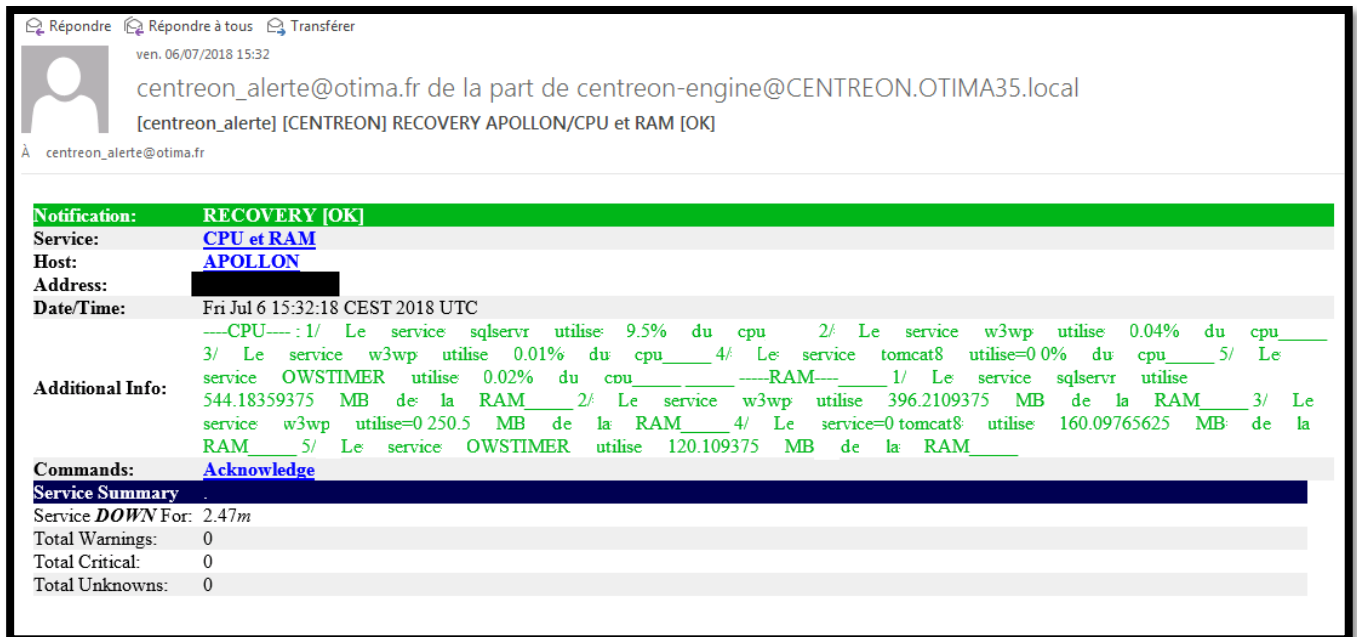 Répondre Répondre à tous Transférer
ven. 06/07/2018 15:32
centreon_alerte@otima.fr de la part de centreon-engine@CENTREON.OTIMA35.local
[centreon_alerte] [CENTREON] RECOVERY APOLLON/CPU et RAM [OK]
À centreon_alerte@otima.fr
Notification: RECOVERY [OK]
Service: CPU et RAM
Host: APOLLON
Address:
Date/Time: Fri Jul 6 15:32:18 CEST 2018 UTC
----CPU---- : 1/ Le service sqlservr utilise 9.5% du cpu 2/ Le service w3wp utilise 0.04% du cpu_____
3/ Le service w3wp utilise 0.01% du cpu_____ 4/ Le service tomcat8 utilise=0 0% du cpu_____ 5/ Le
service OWSTIMER utilise 0.02% du cpu_____ _____ -----RAM----_____ 1/ Le service sqlservr utilise
Additional Info:
544.18359375 MB de la RAM_____ 2/ Le service w3wp utilise 396.2109375 MB de la RAM_____ 3/ Le
service w3wp utilise=0 250.5 MB de la RAM_____ 4/ Le service=0 tomcat8 utilise 160.09765625 MB de la
RAM_____ 5/ Le service OWSTIMER utilise 120.109375 MB de la RAM_____
Commands: Acknowledge
Service Summary .
Service DOWN For: 2.47m
Total Warnings: 0
Total Critical: 0
Total Unknowns: 0